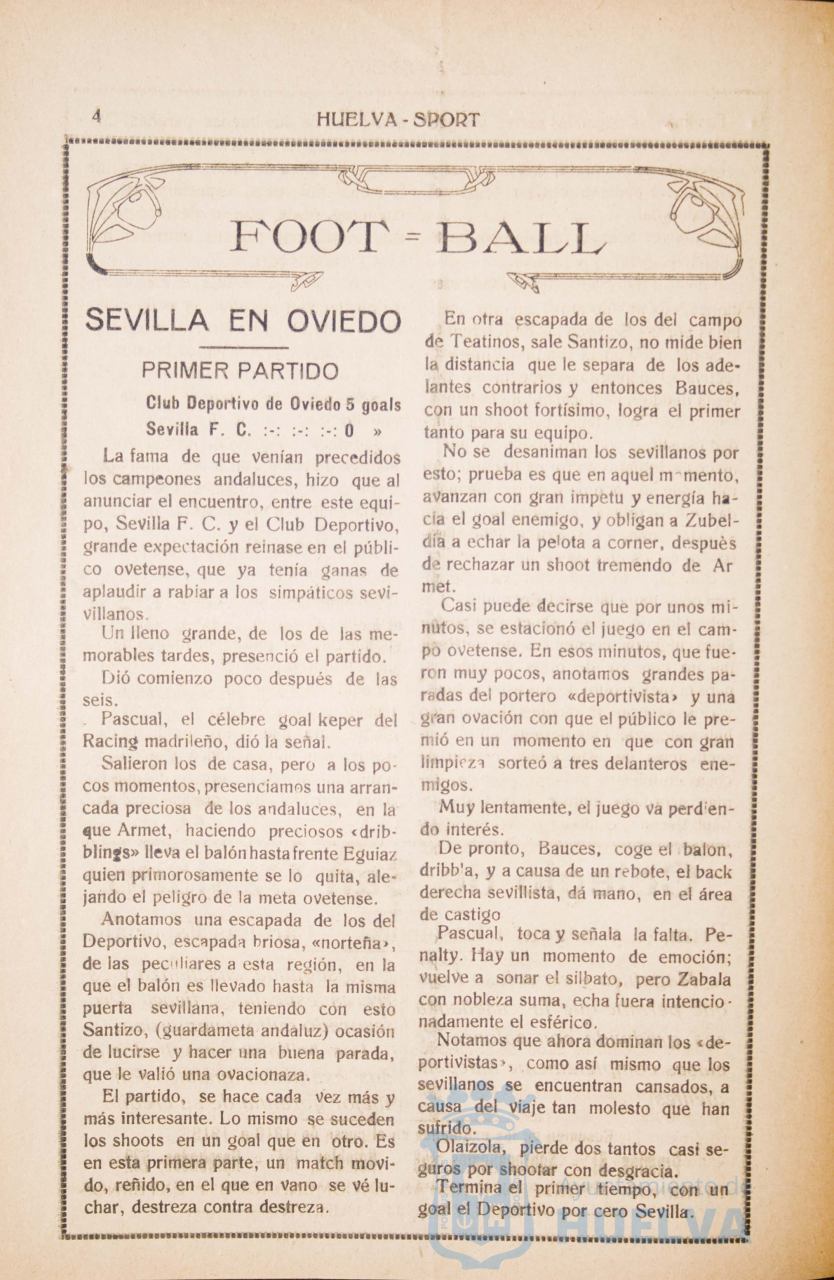 4
HUELVA - SPORT
FOOT = BALL
SEVILLA EN OVIEDO
PRIMER PARTIDO
Club Deportivo de Oviedo 5 goals
Sevilla F. C. :-: :-: :-: 0 »
La fama de que venían precedidos
los campeones andaluces, hizo que al
anunciar el encuentro, entre este equi-
po, Sevilla F. C. y el Club Deportivo,
grande expectación reinase en el públi-
co ovetense, que ya tenía ganas de
aplaudir a rabiar a los simpáticos sevi-
villanos.
Un lleno grande, de los de las me-
morables tardes, presenció el partido.
Dió comienzo poco después de las
seis.
Pascual, el célebre goal keper del
Racing madrileño, dió la señal.
Salieron los de casa, pero a los po-
cos momentos, presenciamos una arran-
cada preciosa de los andaluces, en la
que Armet, haciendo preciosos «drib-
blings» lleva el balón hasta frente Eguiaz
quien primorosamente se lo quita, ale-
jando el peligro de la meta ovetense.
Anotamos una escapada de los del
Deportivo, escapada briosa, «norteña»,
de las peculiares a esta región, en la
que el balón es llevado hasta la misma
puerta sevillana, teniendo con esto
Santizo, (guardameta andaluz) ocasión
de lucirse y hacer una buena parada,
que le valió una ovacionaza.
El partido, se hace cada vez más y
más interesante. Lo mismo se suceden
los shoots en un goal que en otro. Es
en esta primera parte, un match movi-
do, reñido, en el que en vano se vé lu-
char, destreza contra destreza.
En otra escapada de los del campo
de Teatinos, sale Santizo, no mide bien
la distancia que le separa de los ade-
lantes contrarios y entonces Bauces,
con un shoot fortísimo, logra el primer
tanto para su equipo.
No se desaniman los sevillanos por
esto; prueba es que en aquel momento,
avanzan con gran impetu y energía ha-
cia el goal enemigo, y obligan a Zubel-
día a echar la pelota a corner, despuès
de rechazar un shoot tremendo de Ar
met.
Casi puede decirse que por unos mi-
nutos, se estacionó el juego en el cam-
po ovetense. En esos minutos, que fue-
ron muy pocos, anotamos grandes pa-
radas del portero «deportivista» y una
gran ovación con que el público le pre-
mió en un momento en que con gran
limpieza sorteó a tres delanteros ene-
migos.
Muy lentamente, el juego va perdien-
do interés.
De pronto, Bauces, coge el balon,
dribb'a, y a causa de un rebote, el back
derecha sevillista, dá mano, en el área
de castigo
Pascual, toca y señala la falta. Pe-
nalty. Hay un momento de emoción;
vuelve a sonar el silbato, pero Zabala
con nobleza suma, echa fuera intencio-
nadamente el esférico.
Notamos que ahora dominan los «de-
portivistas», como así mismo que los
sevillanos se encuentran cansados, a
causa del viaje tan molesto que han
sufrido.
Olaizola, pierde dos tantos casi se-
guros por shootar con desgracia.
Termina el primer tiempo, con un
goal el Deportivo por cero Sevilla.
Ayuntamiento de
HUELVA